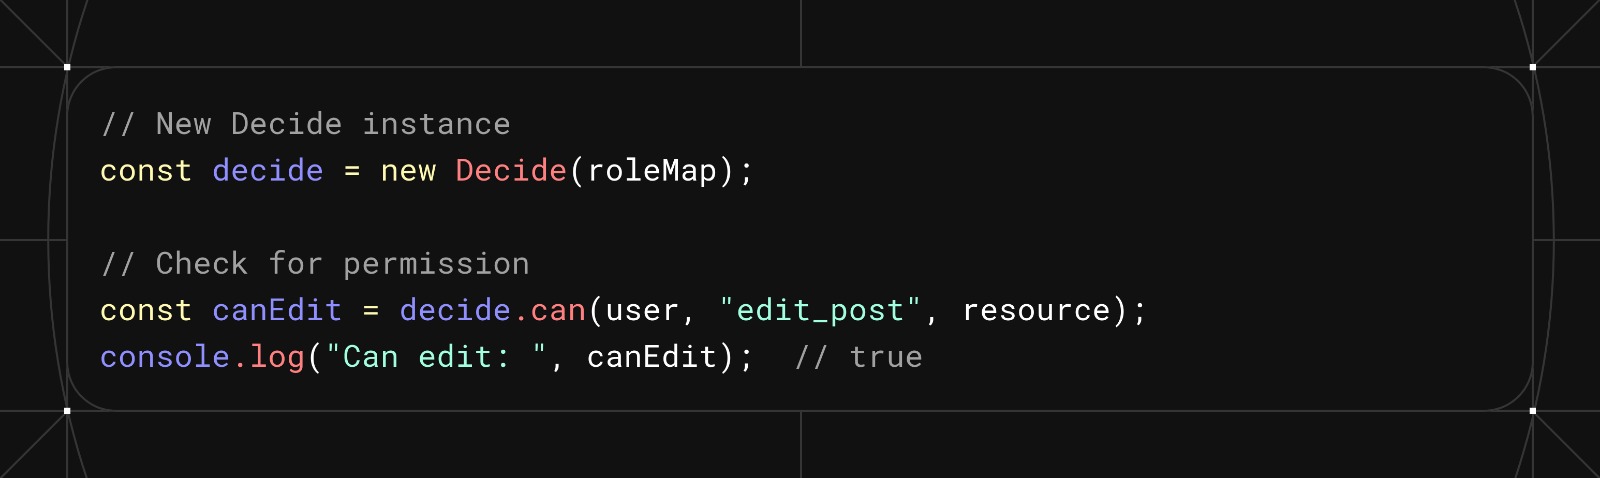 // New Decide instance
const decide = new Decide(roleMap);
// Check for permission
const canEdit = decide.can(user, "edit_post", resource);
console.log("Can edit: ", canEdit);  // true